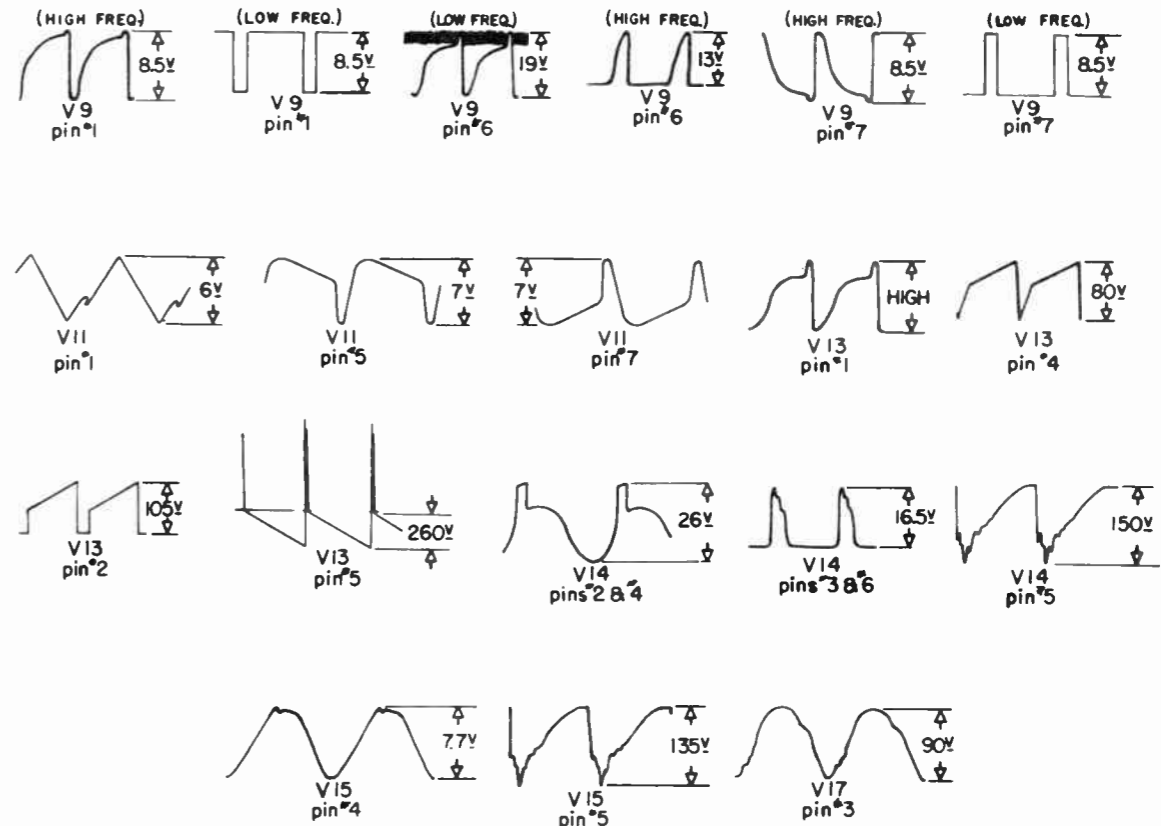 (HIGH FREQ.)
8.5V
V9
pin#1
(LOW FREQ.)
8.5V
V9
pin#1
(LOW FREQ.)
19V
V9
pin#6
(HIGH FREQ.)
13V
V9
pin#6
(HIGH FREQ.)
8.5V
V9
pin#7
(LOW FREQ.)
8.5V
V9
pin#7
6V
V11
pin#1
7V
V11
pin#5
7V
V11
pin#7
HIGH
V13
pin#1
80V
V13
pin#4
105V
V13
pin#2
260V
V13
pin#5
26V
V14
pins#2&#4
16.5V
V14
pins#3&#6
150V
V14
pin#5
7.7V
V15
pin#4
135V
V15
pin#5
90V
V17
pin#3